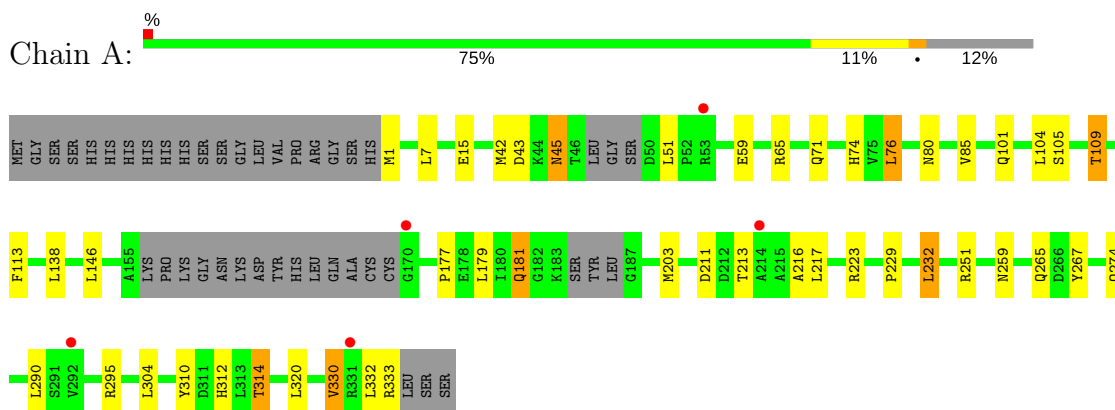 %
Chain A:
75% 11% • 12%
MET GLY SER SER HIS HIS HIS HIS HIS HIS SER SER GLY LEU VAL PRO ARG GLY SER HIS M1 L7 E15 M42 D43 K44 N45 T46 LEU GLY SER D50 L51 P52 R53 E59 R65 Q71 H74 V75 L76 N80 V85 Q101 L104 S105 T109
F113 L138 L146 A155 LYS PRO LYS GLY ASN LYS ASP TYR HIS LEU GLN ALA CYS CYS G170 P177 E178 L179 I180 Q181 G182 K183 SER TYR LEU G187 M203 D211 D212 T213 A214 A215 A216 L217 R223 P229 L232 R251 N259 Q265 D266 Y267
L290 S291 V292 R295 L304 Y310 D311 H312 L313 T314 L320 V330 R331 L332 R333 LEU SER SER